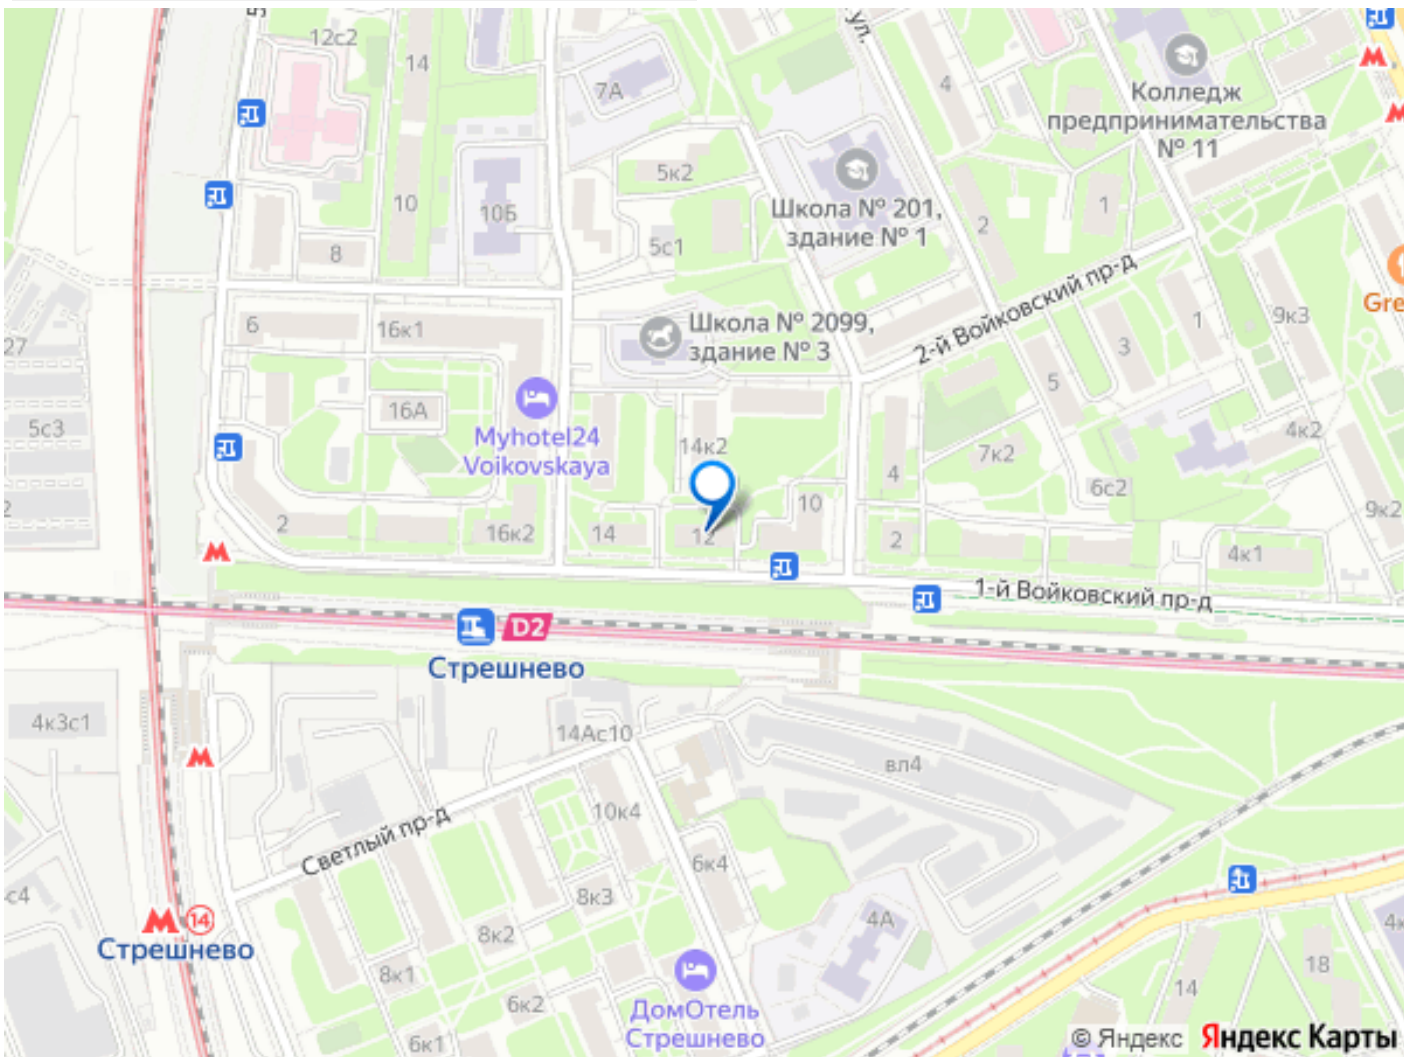 12с2
14
7А
ул.
4
Колледж
предпринимательства
№ 11
5к2
10
10Б
Школа № 201,
здание № 1
2
1
5с1
8
2-й Войковский пр-д
Gre
6
16к1
Школа № 2099,
здание № 3
1
9к3
27
3
5
16А
5с3
Myhotel24
Voikovskaya
14к2
4к2
7к2
4
6с2
2
10
9к2
2
16к2
14
12
2
4к1
1-й Войковский пр-д
D2
Стрешнево
4к3с1
14Ас10
вл4
10к4
Светлый пр-д
6к4
с4
8к3
14
Стрешнево
4А
8к2
8к1
18
14
6к2
ДомОтель
Стрешнево
6к1
© Яндекс Яндекс Карты